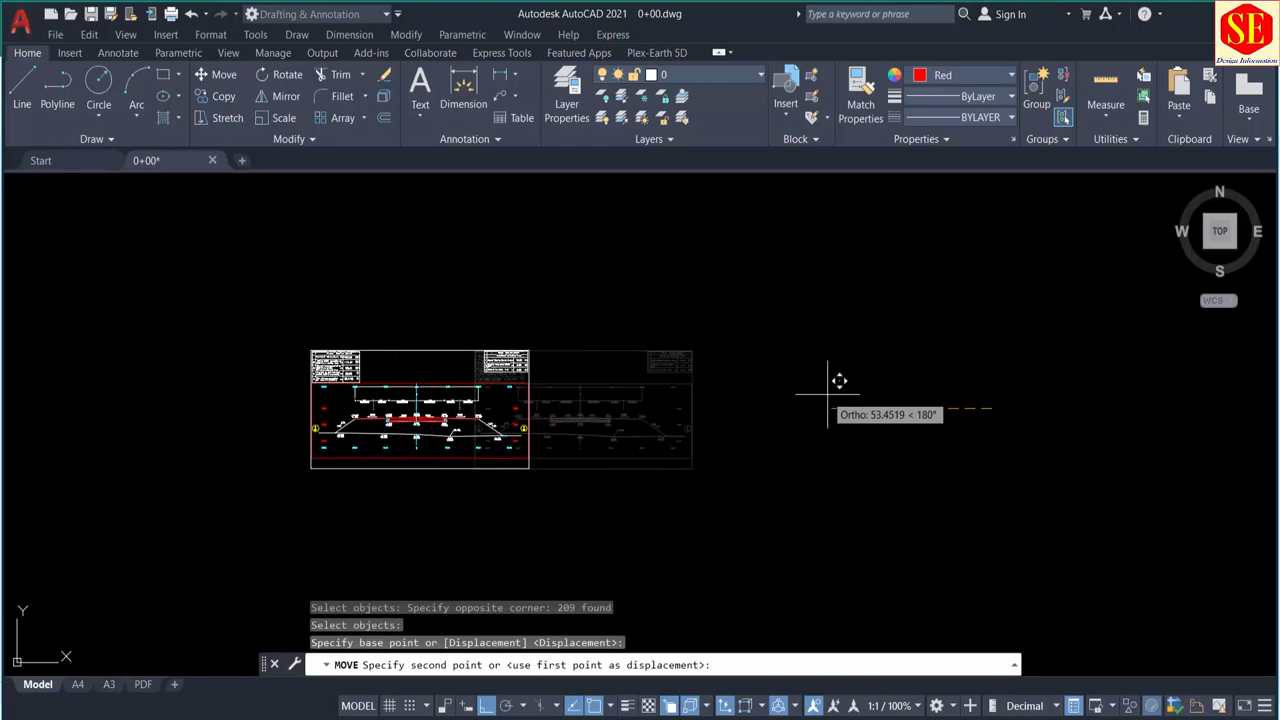 Autodesk AutoCAD 2021 0+00.dwg
Drafting & Annotation
Type a keyword or phrase
Sign In
SE
Design Information
File Edit View Insert Format Tools Draw Dimension Modify Parametric Window Help Express
Home Insert Annotate Parametric View Manage Output Add-ins Collaborate Express Tools Featured Apps Plex-Earth 5D
Line Polyline Circle Arc
Move Rotate Trim
Copy Mirror Fillet
Stretch Scale Array
Text Dimension Table
Layer Properties
0
Insert
Match Properties
Red
ByLayer
BYLAYER
Group
Measure
Paste
Base
Draw Modify Annotation Layers Block Properties Groups Utilities Clipboard View
Start 0+00*
N
W TOP E
S
WCS
Ortho: 53.4519 < 180°
Select objects: Specify opposite corner: 209 found
Select objects:
Specify base point or [Displacement] <Displacement>:
MOVE Specify second point or <use first point as displacement>:
Y
X
Model A4 A3 PDF
MODEL 1:1 / 100% Decimal